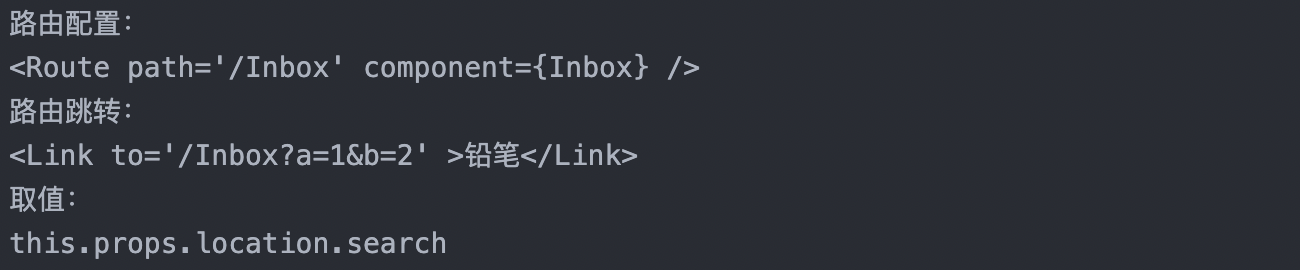 路由配置：
<Route path='/Inbox' component={Inbox} />
路由跳转：
<Link to='/Inbox?a=1&b=2' >铅笔</Link>
取值：
this.props.location.search